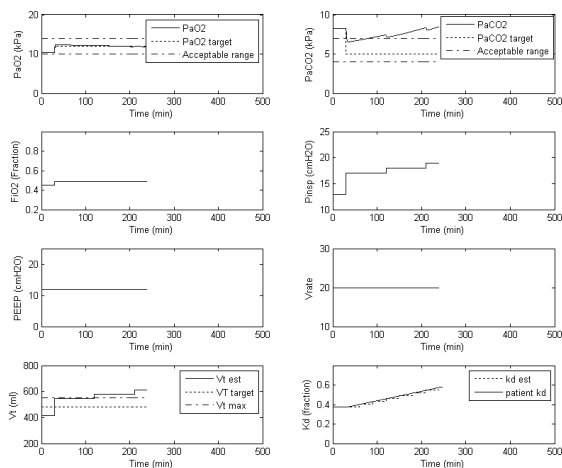 PaO2 (kPa)
20
10
0
PaO2
PaO2 target
Acceptable range
0 100 200 300 400 500
Time (min)
PaCO2 (kPa)
10
8
6
4
PaCO2
PaCO2 target
Acceptable range
0 100 200 300 400 500
Time (min)
FiO2 (Fraction)
0.8
0.6
0.4
0.2
0 100 200 300 400 500
Time (min)
Pinsp (cmH2O)
25
20
15
10
0 100 200 300 400 500
Time (min)
PEEP (cmH2O)
20
10
0
0 100 200 300 400 500
Time (min)
Vrate
30
20
10
0 100 200 300 400 500
Time (min)
Vt (ml)
800
600
400
200
Vt est
VT target
Vt max
0 100 200 300 400 500
Time (min)
Kd (fraction)
0.6
0.4
0.2
0
kd est
patient kd
0 100 200 300 400 500
Time (min)